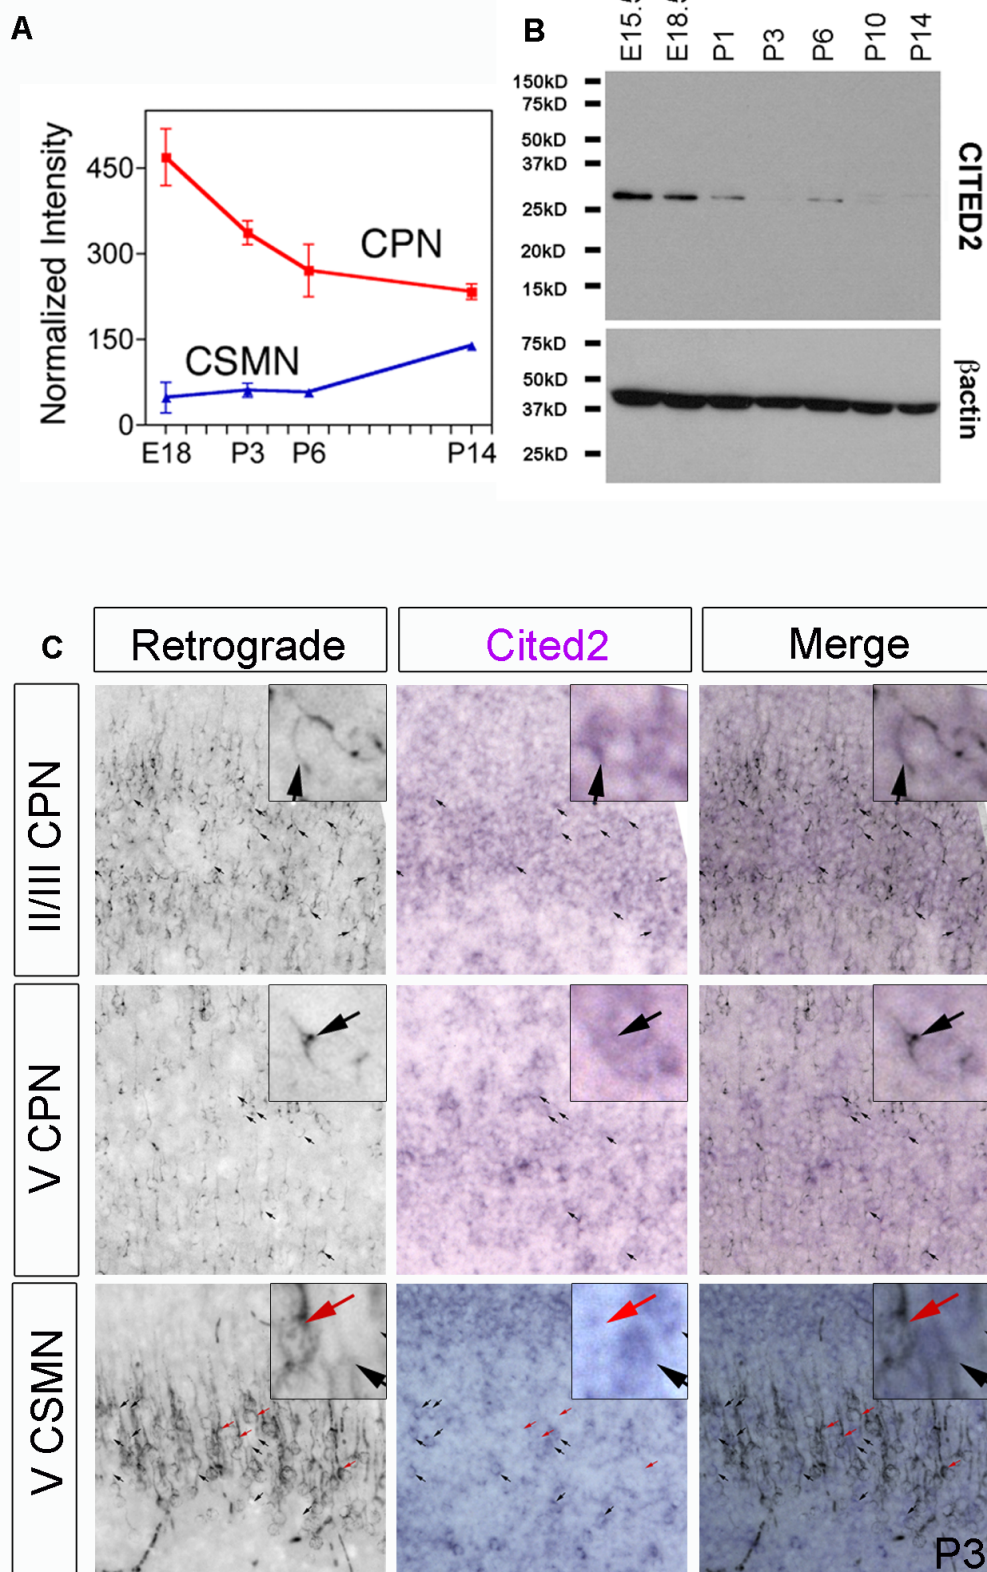 A
Normalized Intensity
450
300
150
0
CPN
CSMN
E18 P3 P6 P14
B
E15.5 E18.5 P1 P3 P6 P10 P14
150kD
75kD
50kD
37kD
25kD
20kD
15kD
CITED2
75kD
50kD
37kD
25kD
βactin
C
Retrograde Cited2 Merge
II/III CPN
V CPN
V CSMN
P3